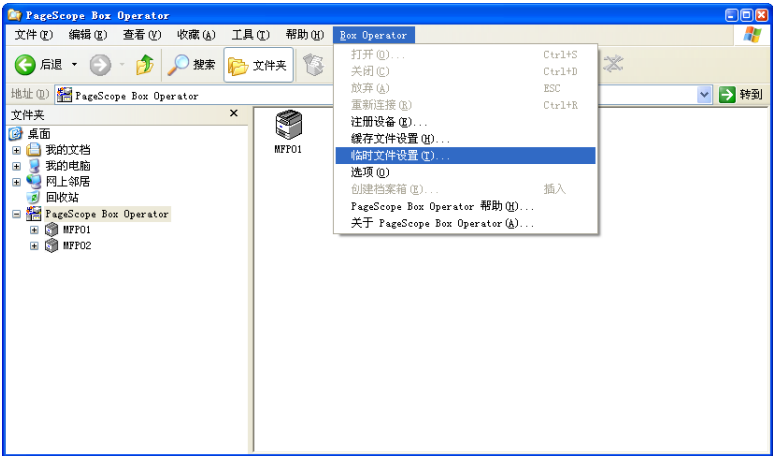 PageScope Box Operator
文件(F) 编辑(E) 查看(V) 收藏(A) 工具(T) 帮助(H) Box Operator
后退 搜索 文件夹
地址(D) PageScope Box Operator 转到
文件夹
桌面
我的文档
我的电脑
网上邻居
回收站
PageScope Box Operator
MFP01
MFP02
MFP01
打开(O)... Ctrl+S
关闭(C) Ctrl+D
放弃(A) ESC
重新连接(R) Ctrl+R
注册设备(E)...
缓存文件设置(H)...
临时文件设置(T)...
选项(O)
创建档案箱(E)... 插入
PageScope Box Operator 帮助(H)...
关于 PageScope Box Operator(A)...